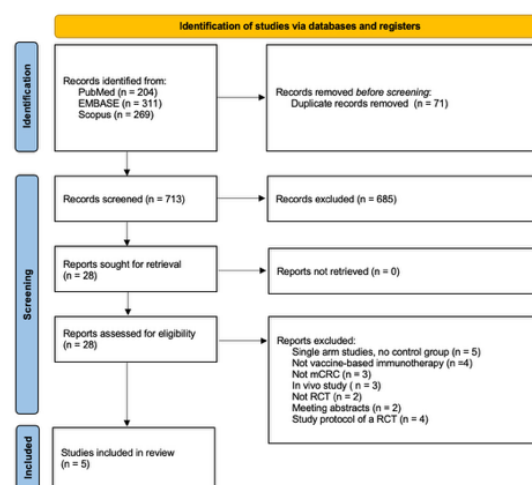 Identification of studies via databases and registers
Identification
Records identified from:
PubMed (n = 204)
EMBASE (n = 311)
Scopus (n = 269)
Records removed before screening:
Duplicate records removed (n = 71)
Screening
Records screened (n = 713)
Records excluded (n = 685)
Reports sought for retrieval
(n = 28)
Reports not retrieved (n = 0)
Reports assessed for eligibility
(n = 28)
Reports excluded:
Single arm studies, no control group (n = 5)
Not vaccine-based immunotherapy (n =4)
Not mCRC (n = 3)
In vivo study ( n = 3)
Not RCT (n = 2)
Meeting abstracts (n = 2)
Study protocol of a RCT (n = 4)
Included
Studies included in review
(n = 5)